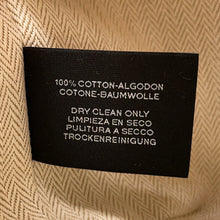 100% COTTON-ALGODON
COTONE-BAUMWOLLE
DRY CLEAN ONLY
LIMPIEZA EN SECO
PULITURA A SECCO
TROCKENREINIGUNG